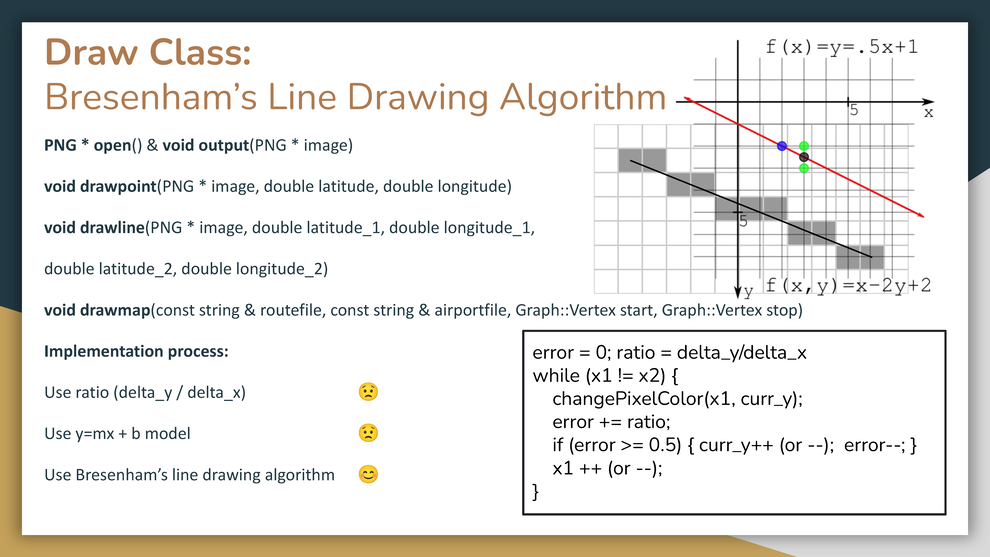 Draw Class:
Bresenham’s Line Drawing Algorithm
PNG * open() & void output(PNG * image)
void drawpoint(PNG * image, double latitude, double longitude)
void drawline(PNG * image, double latitude_1, double longitude_1,
double latitude_2, double longitude_2)
void drawmap(const string & routefile, const string & airportfile, Graph::Vertex start, Graph::Vertex stop)
Implementation process:
Use ratio (delta_y / delta_x) 😟
Use y=mx + b model 😟
Use Bresenham’s line drawing algorithm 😊
f(x)=y=.5x+1
5
x
5
y
f(x,y)=x-2y+2
error = 0; ratio = delta_y/delta_x
while (x1 != x2) {
changePixelColor(x1, curr_y);
error += ratio;
if (error >= 0.5) { curr_y++ (or --); error--; }
x1 ++ (or --);
}